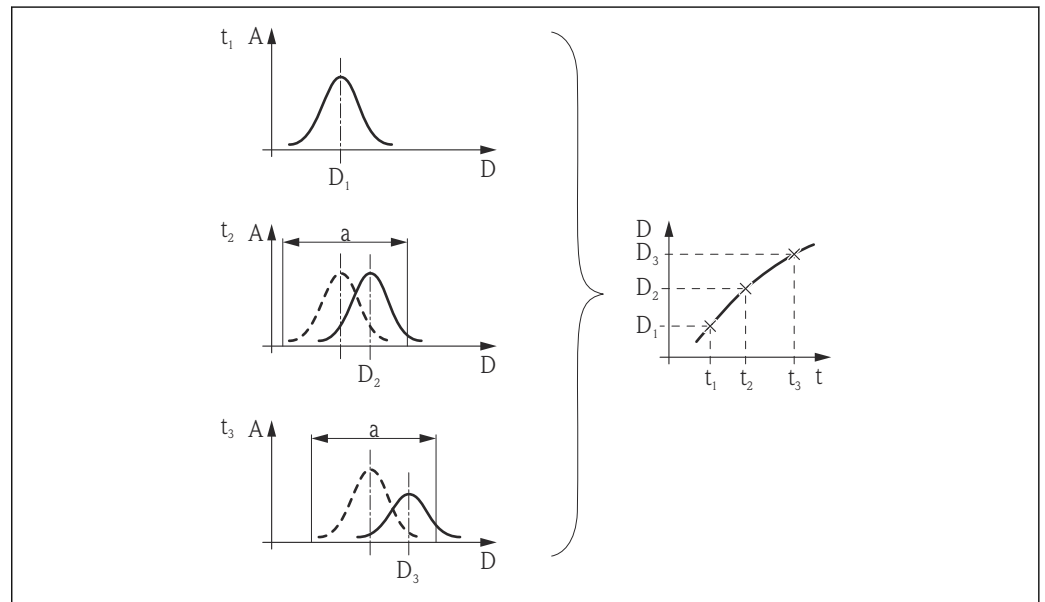 t₁ A
D
D₁
t₂ A
a
D
D₂
t₃ A
a
D
D₃
D
D₃
D₂
D₁
t₁ t₂ t₃ t